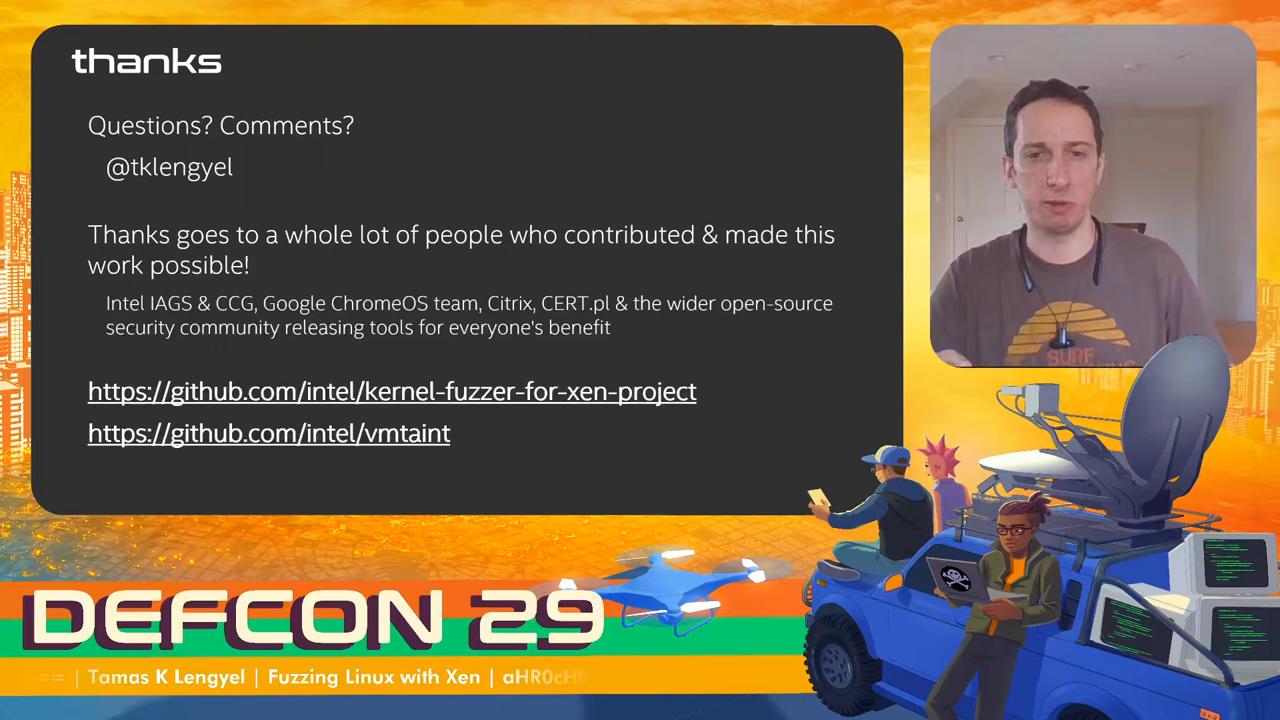 thanks
Questions? Comments?
@tklengyel
Thanks goes to a whole lot of people who contributed & made this
work possible!
Intel IAGS & CCG, Google ChromeOS team, Citrix, CERT.pl & the wider open-source
security community releasing tools for everyone's benefit
https://github.com/intel/kernel-fuzzer-for-xen-project
https://github.com/intel/vmtaint
SURF
DEFCON 29
| Tamas K Lengyel | Fuzzing Linux with Xen | aHR0cH